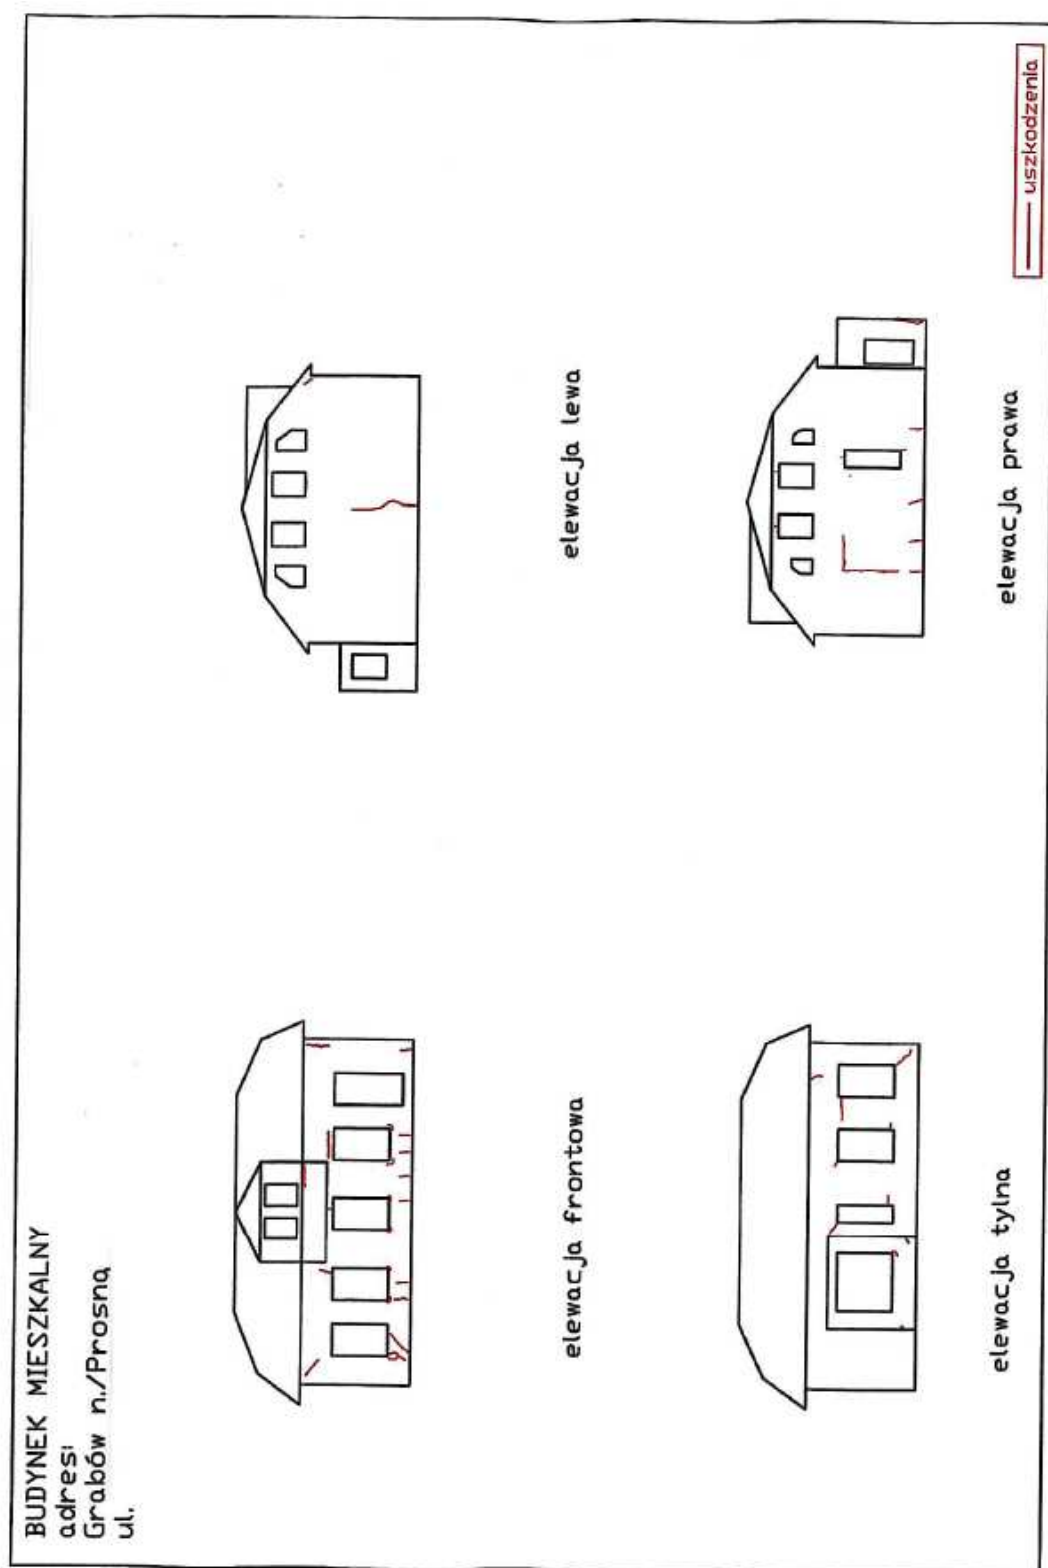 BUDYNEK MIESZKALNY
adres:
Grabów n./Prosną
ul.
elewacja frontowa
elewacja lewa
elewacja tylna
elewacja prawa
uszkodzenia